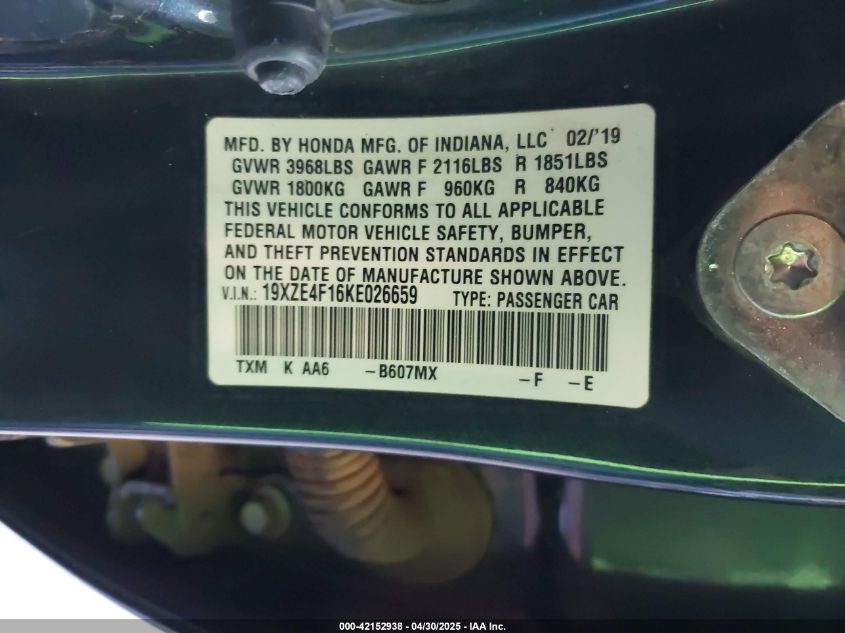 MFD. BY HONDA MFG. OF INDIANA, LLC 02/'19
GVWR 3968LBS GAWR F 2116LBS R 1851LBS
GVWR 1800KG GAWR F 960KG R 840KG
THIS VEHICLE CONFORMS TO ALL APPLICABLE
FEDERAL MOTOR VEHICLE SAFETY, BUMPER,
AND THEFT PREVENTION STANDARDS IN EFFECT
ON THE DATE OF MANUFACTURE SHOWN ABOVE.
V.I.N.: 19XZE4F16KE026659 TYPE: PASSENGER CAR
TXM K AA6 –B607MX –F –E
000-42152938 - 04/30/2025 - IAA Inc.